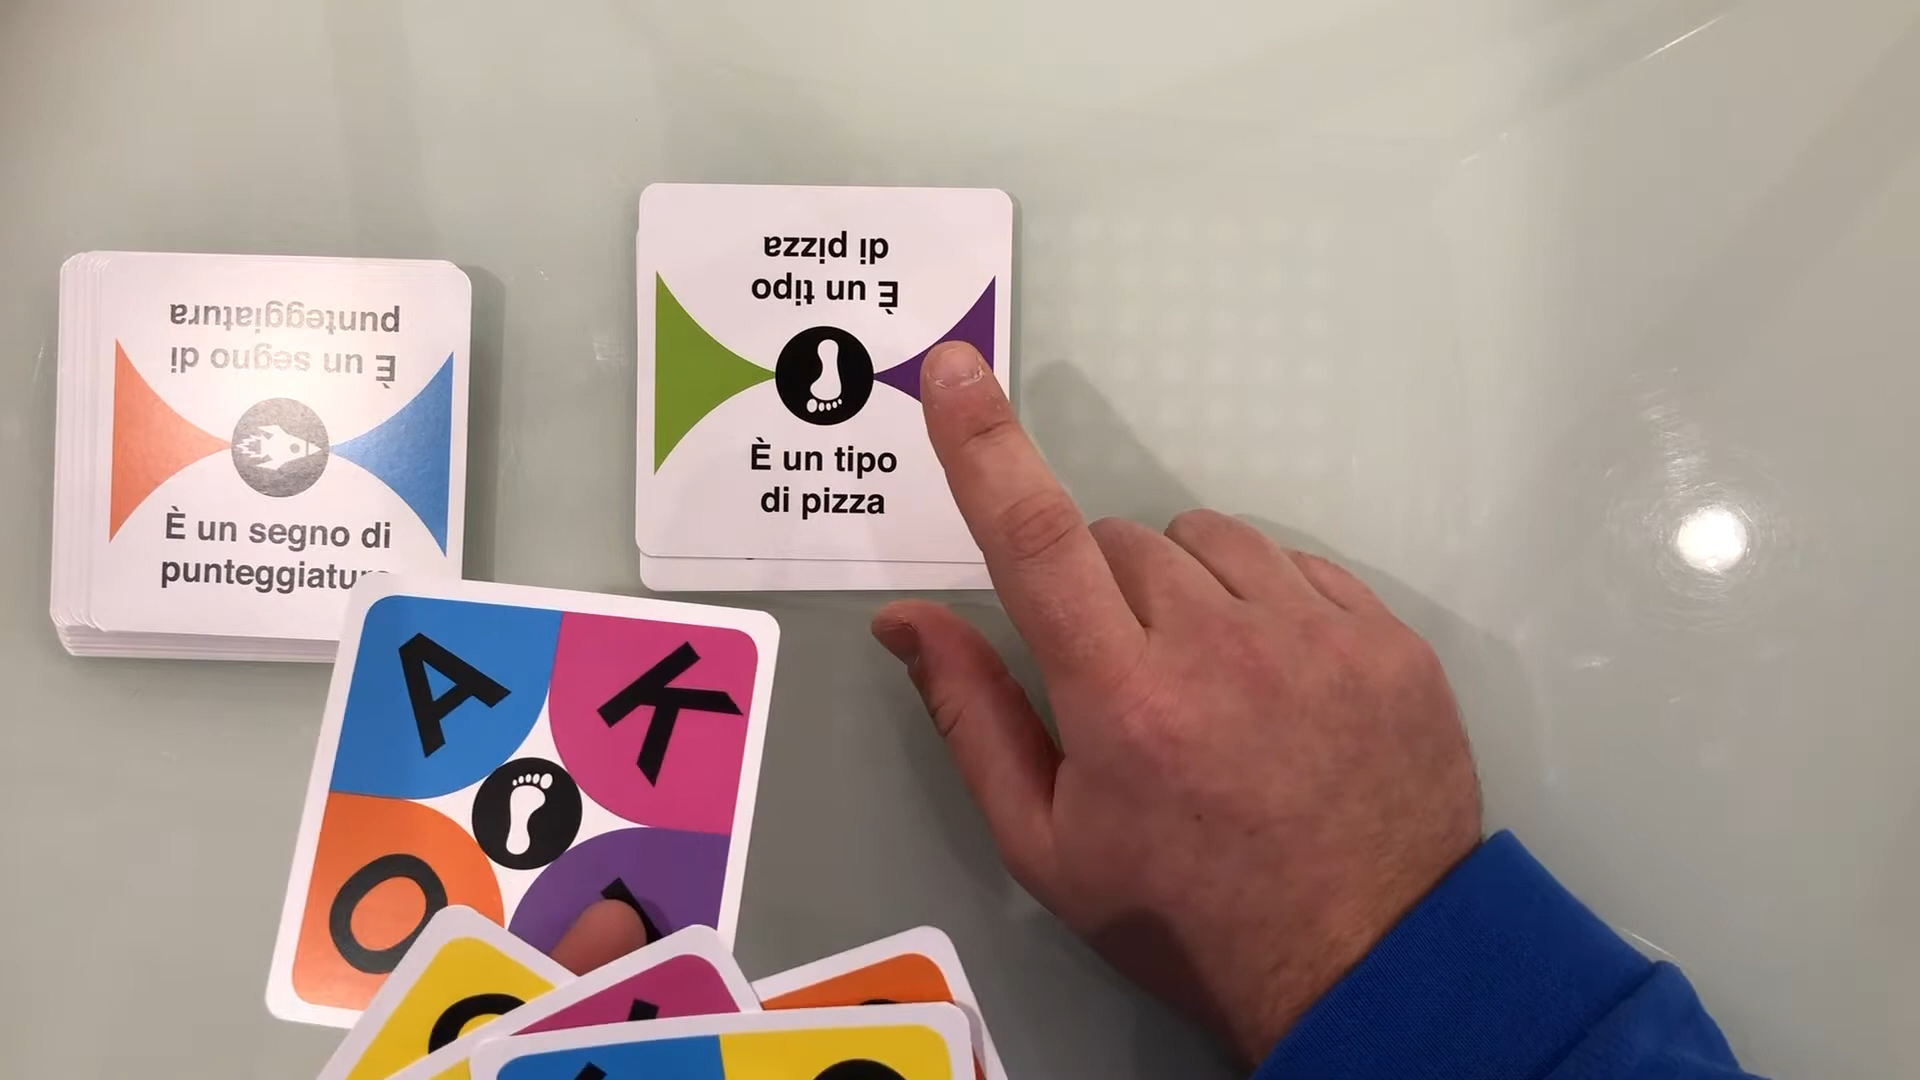 È un segno di
punteggiatura
È un segno di
È un tipo
di pizza
È un tipo
di pizza
A
K
O